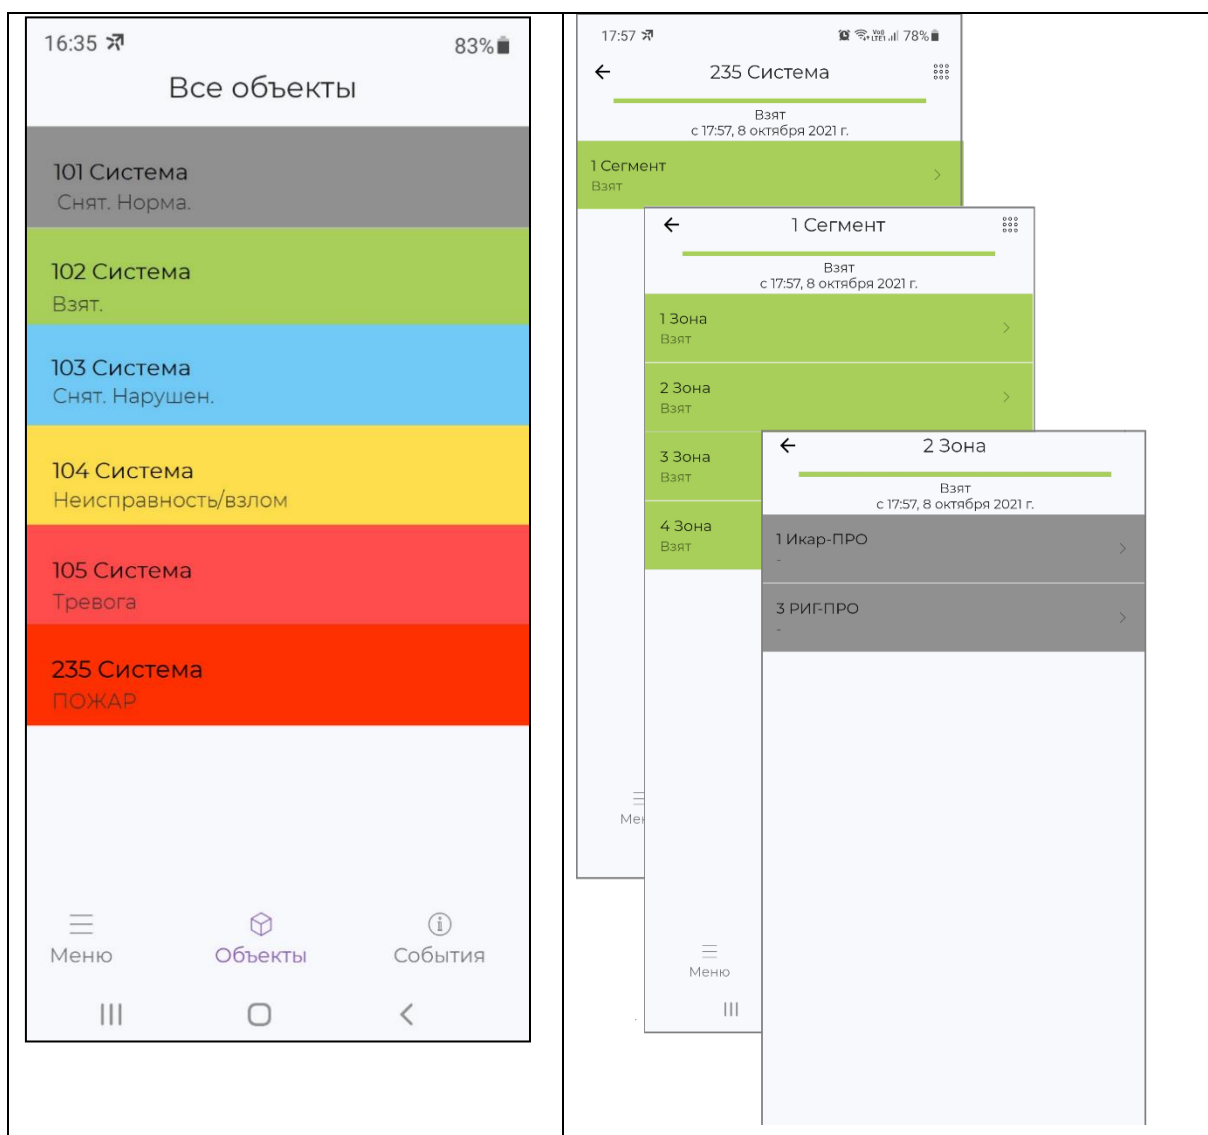 16:35
83%
Все объекты
101 Система
Снят. Норма.
102 Система
Взят.
103 Система
Снят. Нарушен.
104 Система
Неисправность/взлом
105 Система
Тревога
235 Система
ПОЖАР
Меню
Объекты
События
17:57
78%
235 Система
Взят
с 17:57, 8 октября 2021 г.
1 Сегмент
Взят
1 Сегмент
Взят
с 17:57, 8 октября 2021 г.
1 Зона
Взят
2 Зона
Взят
3 Зона
Взят
4 Зона
Взят
Меню
2 Зона
Взят
с 17:57, 8 октября 2021 г.
1 Икар-ПРО
-
3 РИГ-ПРО
-